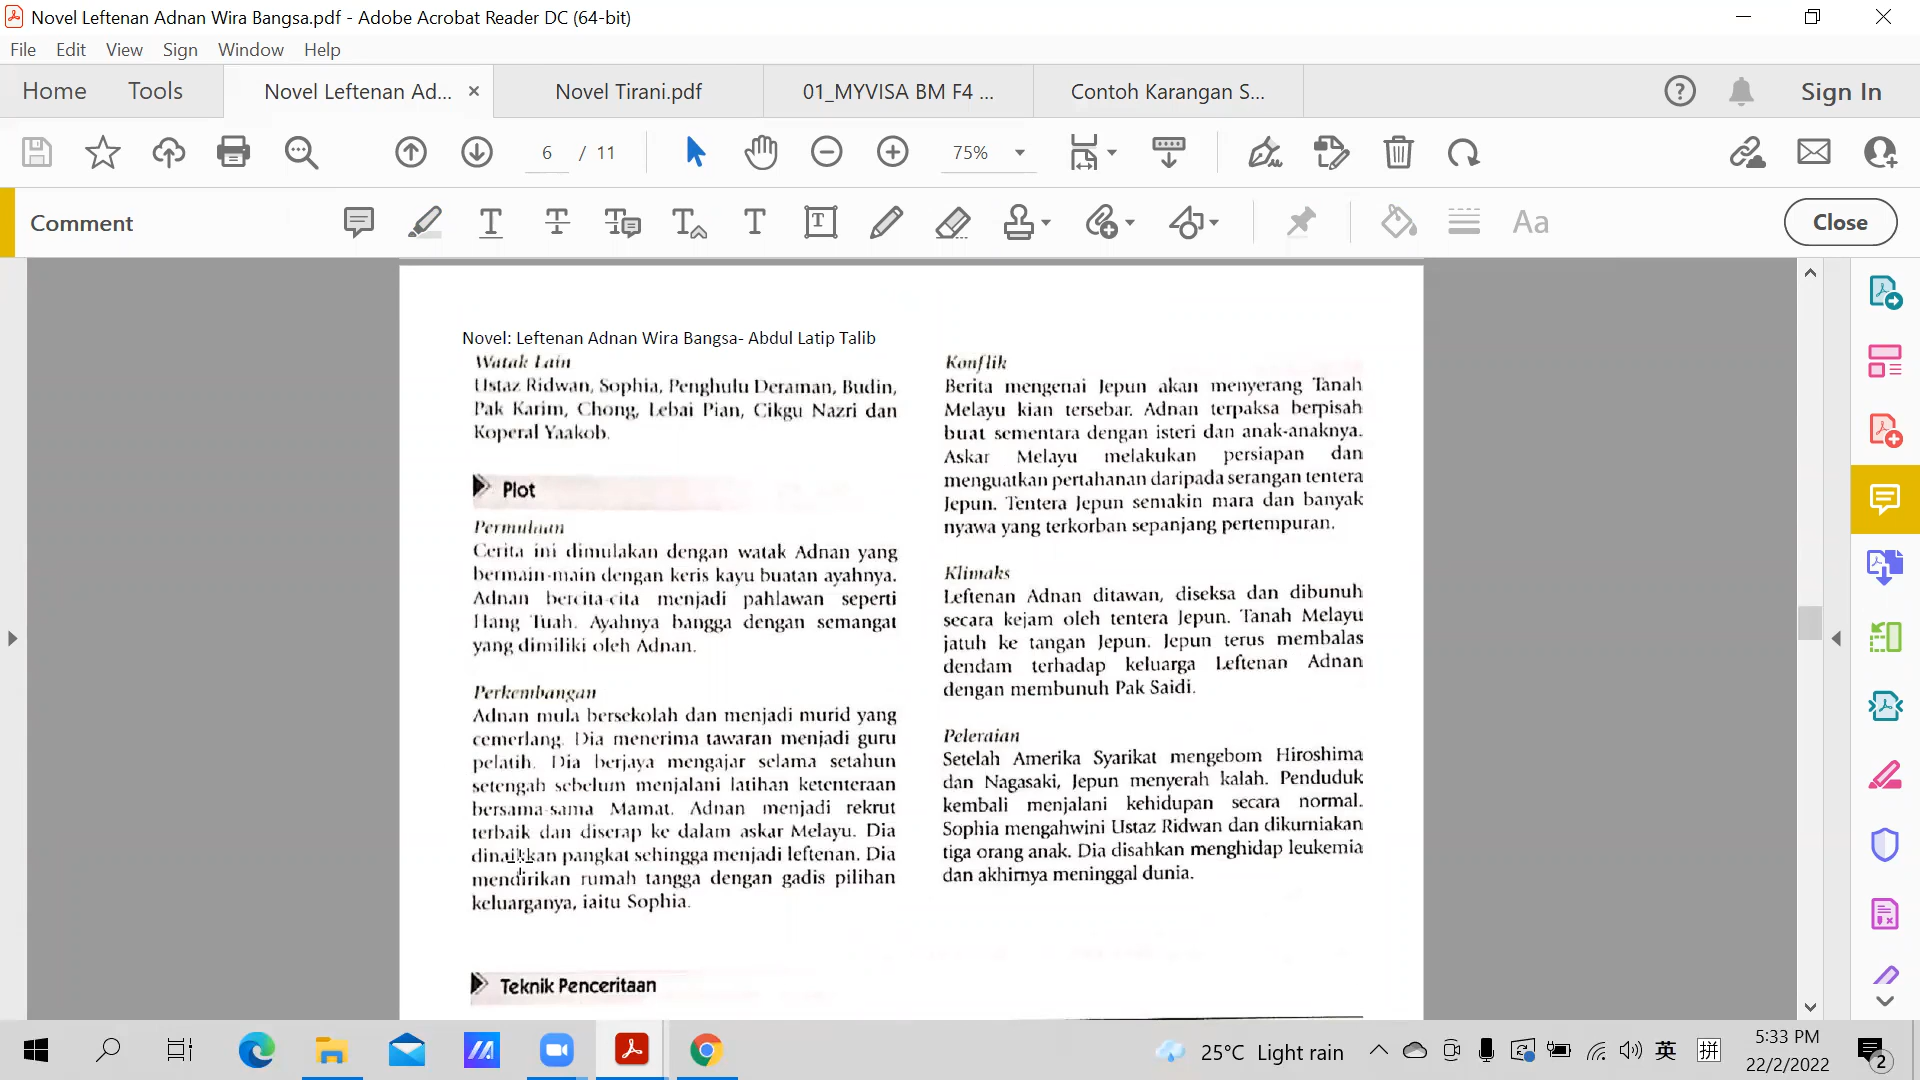 Novel Leftenan Adnan Wira Bangsa.pdf - Adobe Acrobat Reader DC (64-bit)
File Edit View Sign Window Help
Home Tools Novel Leftenan Ad... × Novel Tirani.pdf 01_MYVISA BM F4 ... Contoh Karangan S... Sign In
6 / 11 75%
Comment Aa Close
Novel: Leftenan Adnan Wira Bangsa- Abdul Latip Talib
Watak Lain
Ustaz Ridwan, Sophia, Penghulu Deraman, Budin,
Pak Karim, Chong, Lebai Pian, Cikgu Nazri dan
Koperal Yaakob.
Plot
Permulaan
Cerita ini dimulakan dengan watak Adnan yang
bermain-main dengan keris kayu buatan ayahnya.
Adnan bercita-cita menjadi pahlawan seperti
Hang Tuah. Ayahnya bangga dengan semangat
yang dimiliki oleh Adnan.
Perkembangan
Adnan mula bersekolah dan menjadi murid yang
cemerlang. Dia menerima tawaran menjadi guru
pelatih. Dia berjaya mengajar selama setahun
setengah sebelum menjalani latihan ketenteraan
bersama-sama Mamat. Adnan menjadi rekrut
terbaik dan diserap ke dalam askar Melayu. Dia
dinaikkan pangkat sehingga menjadi leftenan. Dia
mendirikan rumah tangga dengan gadis pilihan
keluarganya, iaitu Sophia.
Konflik
Berita mengenai Jepun akan menyerang Tanah
Melayu kian tersebar. Adnan terpaksa berpisah
buat sementara dengan isteri dan anak-anaknya.
Askar Melayu melakukan persiapan dan
menguatkan pertahanan daripada serangan tentera
Jepun. Tentera Jepun semakin mara dan banyak
nyawa yang terkorban sepanjang pertempuran.
Klimaks
Leftenan Adnan ditawan, diseksa dan dibunuh
secara kejam oleh tentera Jepun. Tanah Melayu
jatuh ke tangan Jepun. Jepun terus membalas
dendam terhadap keluarga Leftenan Adnan
dengan membunuh Pak Saidi.
Peleraian
Setelah Amerika Syarikat mengebom Hiroshima
dan Nagasaki, Jepun menyerah kalah. Penduduk
kembali menjalani kehidupan secara normal.
Sophia mengahwini Ustaz Ridwan dan dikurniakan
tiga orang anak. Dia disahkan menghidap leukemia
dan akhirnya meninggal dunia.
Teknik Penceritaan
25°C Light rain 英 拼 5:33 PM
22/2/2022 2